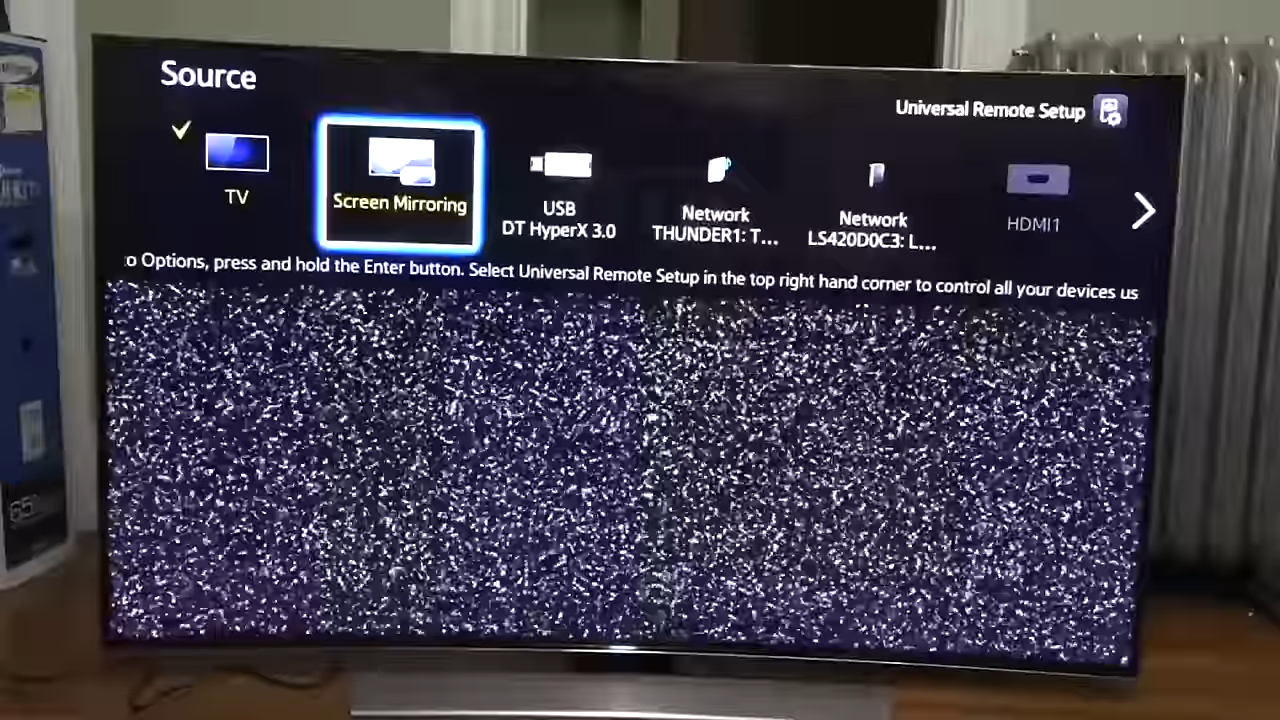 Source
Universal Remote Setup
TV
Screen Mirroring
USB
DT HyperX 3.0
Network
THUNDER1: T...
Network
LS420D0C3: L...
HDMI1
o Options, press and hold the Enter button. Select Universal Remote Setup in the top right hand corner to control all your devices us
65